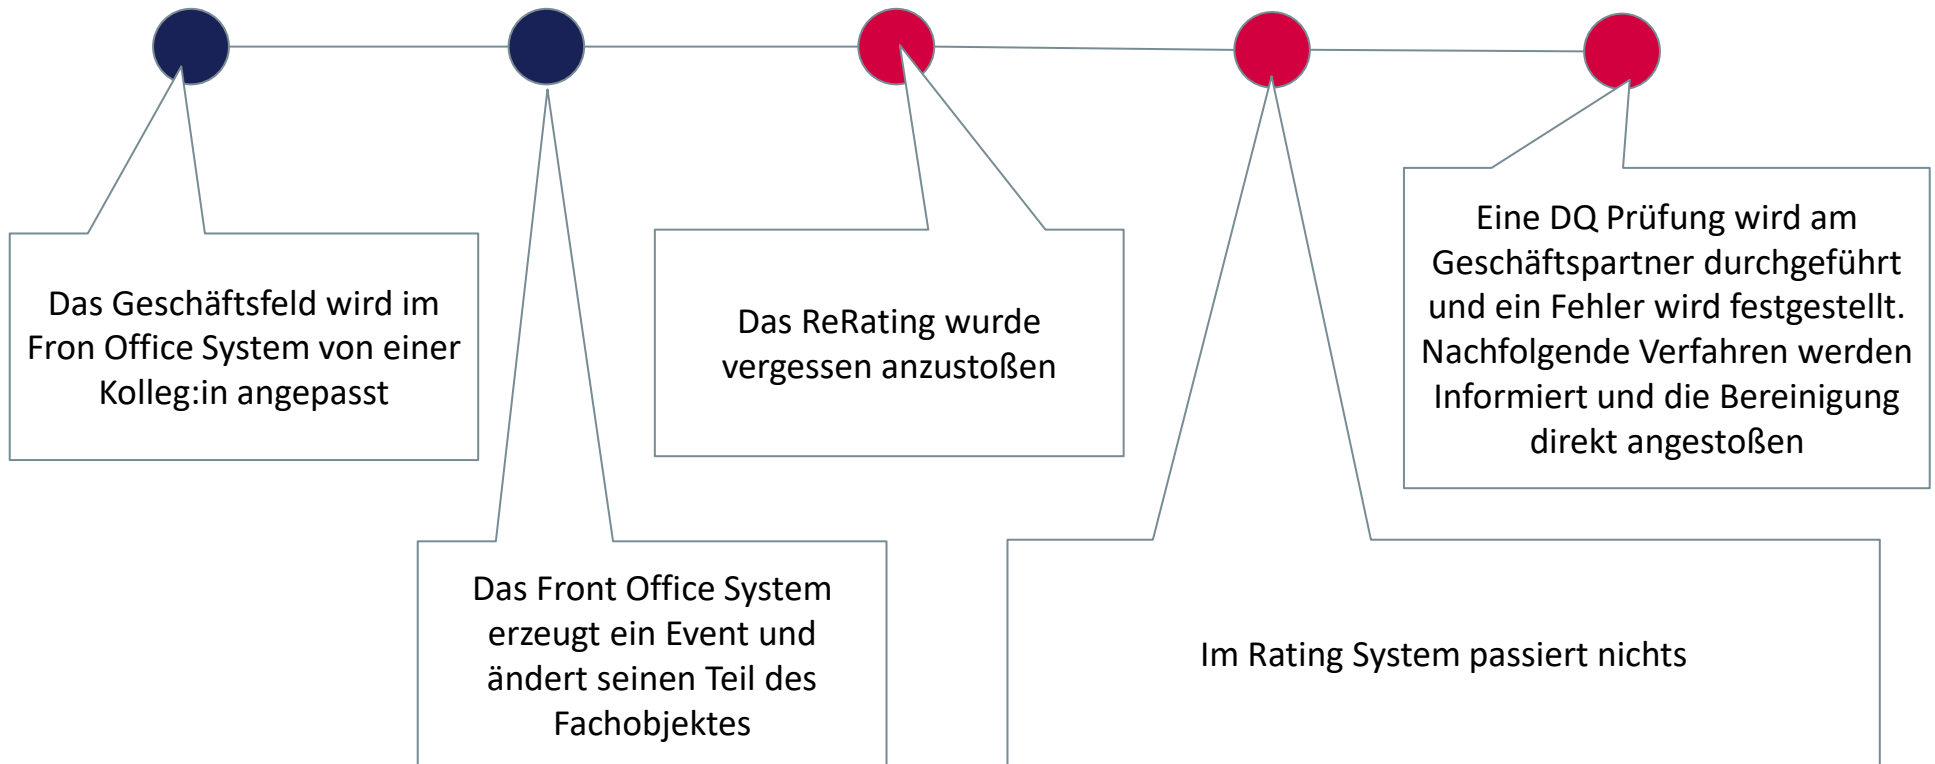 Das Geschäftsfeld wird im
Fron Office System von einer
Kolleg:in angepasst
Das Front Office System
erzeugt ein Event und
ändert seinen Teil des
Fachobjektes
Das ReRating wurde
vergessen anzustoßen
Im Rating System passiert nichts
Eine DQ Prüfung wird am
Geschäftspartner durchgeführt
und ein Fehler wird festgestellt.
Nachfolgende Verfahren werden
Informiert und die Bereinigung
direkt angestoßen